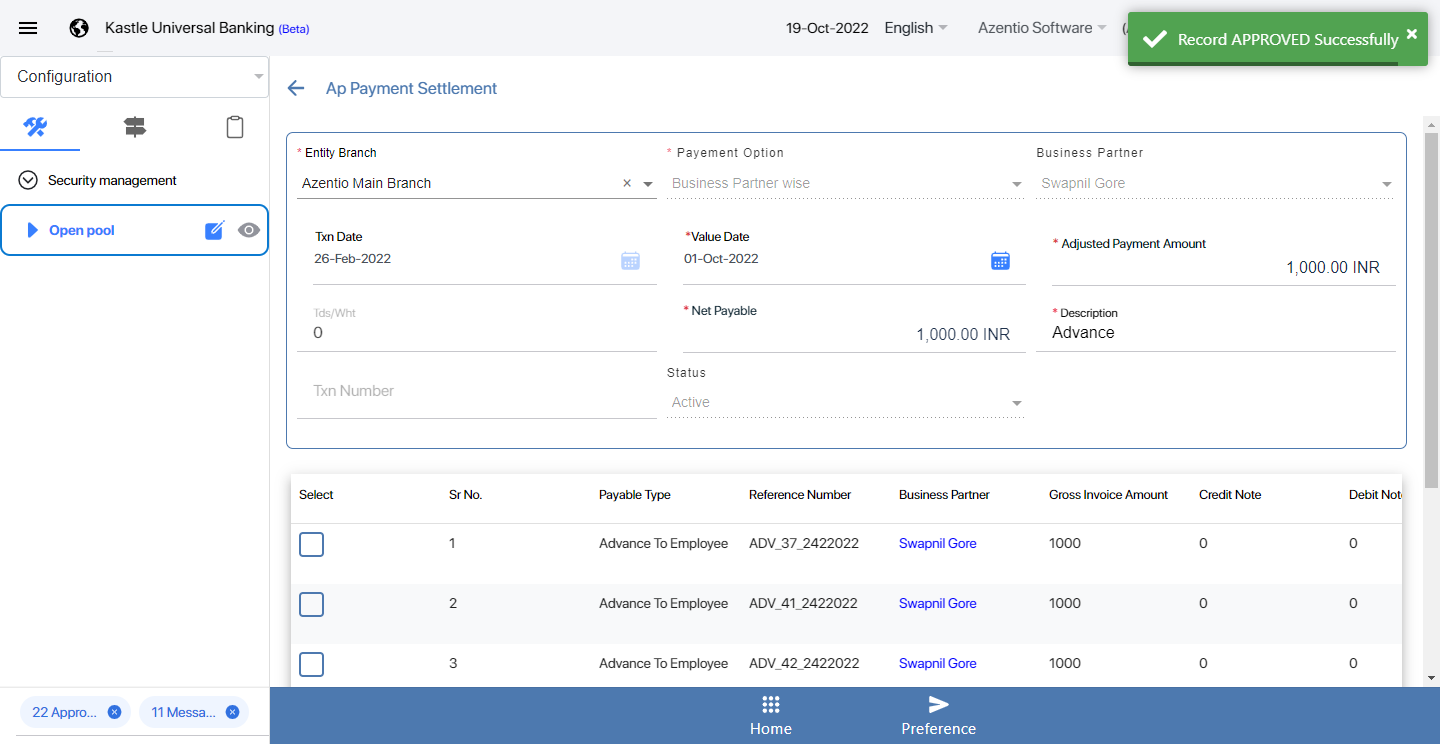 Kastle Universal Banking (Beta)
19-Oct-2022
English
Azentio Software
Record APPROVED Successfully
Configuration
Ap Payment Settlement
* Entity Branch
* Payement Option
Business Partner
Azentio Main Branch
Business Partner wise
Swapnil Gore
Security management
Open pool
Txn Date
*Value Date
* Adjusted Payment Amount
26-Feb-2022
01-Oct-2022
1,000.00 INR
Tds/Wht
* Net Payable
* Description
0
1,000.00 INR
Advance
Txn Number
Status
Active
Select Sr No. Payable Type Reference Number Business Partner Gross Invoice Amount Credit Note Debit Not
1 Advance To Employee ADV_37_2422022 Swapnil Gore 1000 0 0
2 Advance To Employee ADV_41_2422022 Swapnil Gore 1000 0 0
3 Advance To Employee ADV_42_2422022 Swapnil Gore 1000 0 0
22 Appro...
11 Messa...
Home
Preference